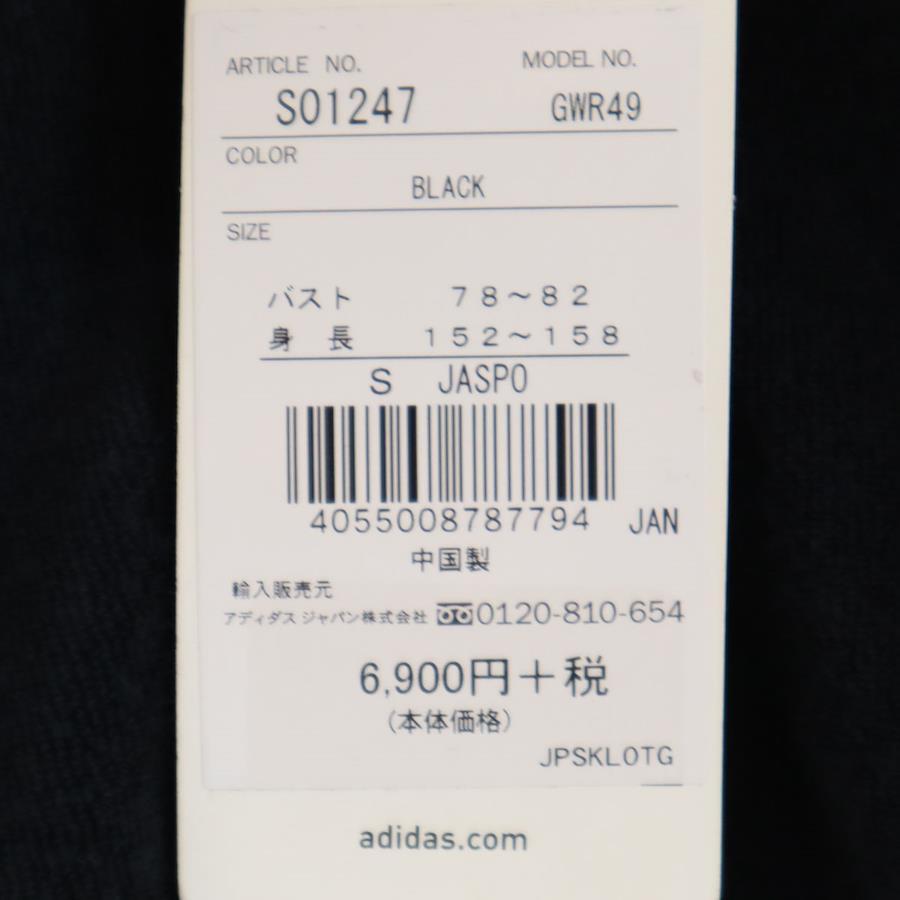 ARTICLE NO. MODEL NO.
S01247 GWR49
COLOR
BLACK
SIZE
バスト 78～82
身長 152～158
S JASPO
4055008787794 JAN
中国製
輸入販売元
アディダス ジャパン株式会社 0120-810-654
6,900円＋税
(本体価格)
JPSKL0TG
adidas.com